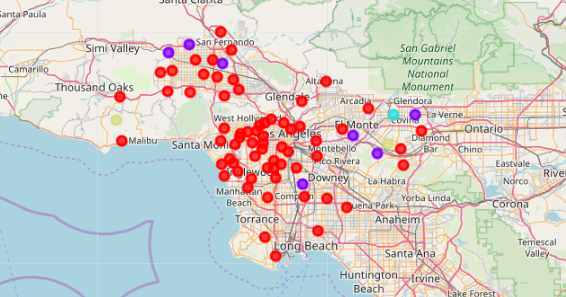 Santa Clarita
Santa Paula
Simi Valley
San Fernando
Camarillo
San Gabriel
Mountains
National
Monument
Thousand Oaks
Altadena
Glendale
Arcadia
Glendora
La Verne
West Hollywood
El Monte
Covina
Ontario
Malibu
Santa Monica
Los Angeles
Montebello
Diamond
Bar
Chino
Pico Rivera
Eastvale
Inglewood
Downey
La Habra
Norco
River
Manhattan
Beach
Compton
Yorba Linda
Corona
Buena Park
Torrance
Anaheim
Long Beach
Santa Ana
Temescal
Valley
Huntington
Beach
Irvine
Lake Forest